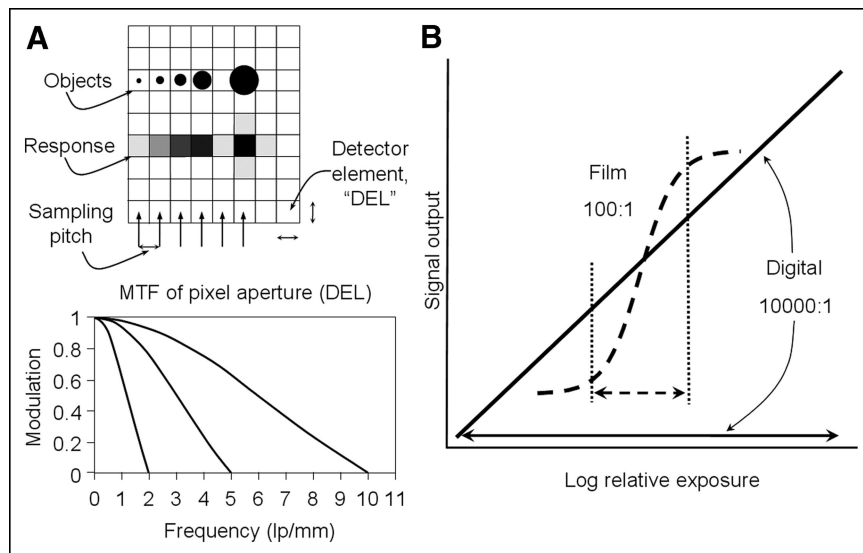 A
Objects
Response
Detector
element,
“DEL”
Sampling
pitch
MTF of pixel aperture (DEL)
1
0.8
0.6
0.4
0.2
0
Modulation
0 1 2 3 4 5 6 7 8 9 10 11
Frequency (lp/mm)
B
Film
100:1
Digital
10000:1
Signal output
Log relative exposure